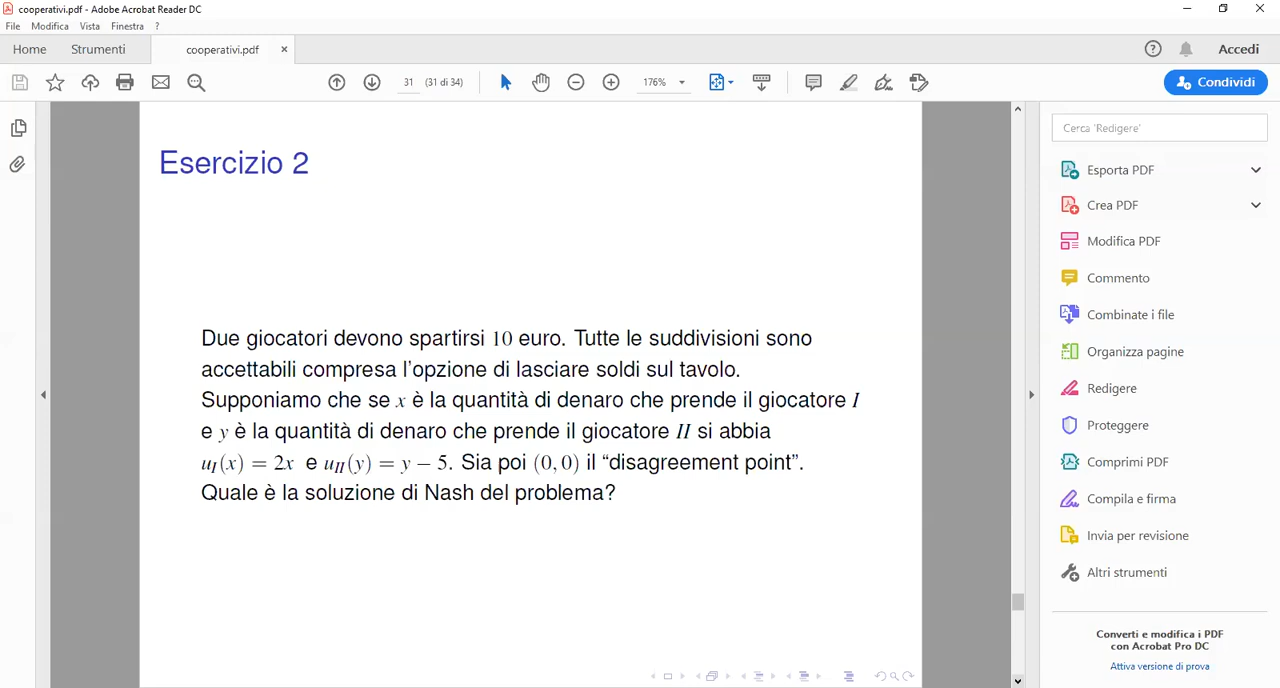 cooperativi.pdf - Adobe Acrobat Reader DC
File Modifica Vista Finestra ?
Home Strumenti cooperativi.pdf × Accedi
31 (31 di 34) 176% Condividi
Cerca 'Redigere'
Esercizio 2
Due giocatori devono spartirsi 10 euro. Tutte le suddivisioni sono
accettabili compresa l'opzione di lasciare soldi sul tavolo.
Supponiamo che se x è la quantità di denaro che prende il giocatore I
e y è la quantità di denaro che prende il giocatore II si abbia
u_I(x) = 2x e u_II(y) = y − 5. Sia poi (0, 0) il “disagreement point”.
Quale è la soluzione di Nash del problema?
Esporta PDF
Crea PDF
Modifica PDF
Commento
Combinate i file
Organizza pagine
Redigere
Proteggere
Comprimi PDF
Compila e firma
Invia per revisione
Altri strumenti
Converti e modifica i PDF
con Acrobat Pro DC
Attiva versione di prova